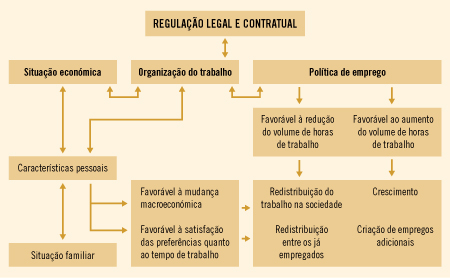 REGULAÇÃO LEGAL E CONTRATUAL
Situação económica
Organização do trabalho
Política de emprego
Favorável à redução
do volume de horas
de trabalho
Favorável ao aumento
do volume de horas
de trabalho
Características pessoais
Favorável à mudança
macroeconómica
Favorável à satisfação
das preferências quanto
ao tempo de trabalho
Redistribuição do
trabalho na sociedade
Redistribuição
entre os já
empregados
Crescimento
Criação de empregos
adicionais
Situação familiar